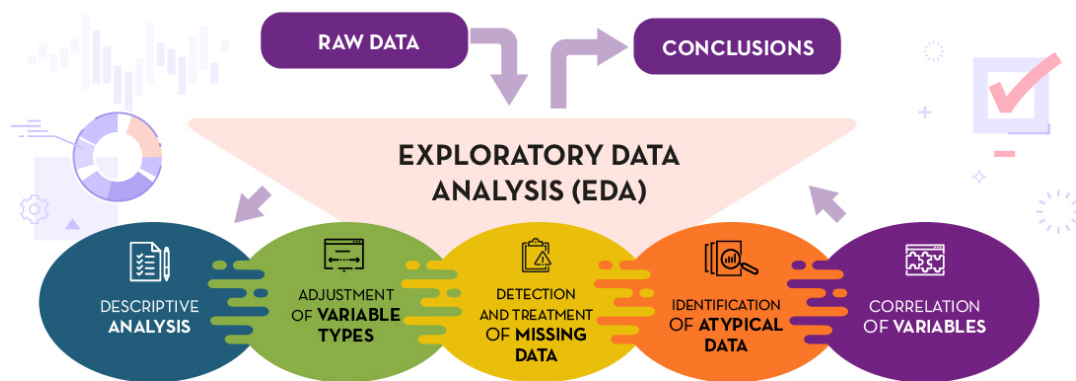 RAW DATA
CONCLUSIONS
EXPLORATORY DATA
ANALYSIS (EDA)
DESCRIPTIVE
ANALYSIS
ADJUSTMENT
OF VARIABLE
TYPES
DETECTION
AND TREATMENT
OF MISSING
DATA
IDENTIFICATION
OF ATYPICAL
DATA
CORRELATION
OF VARIABLES